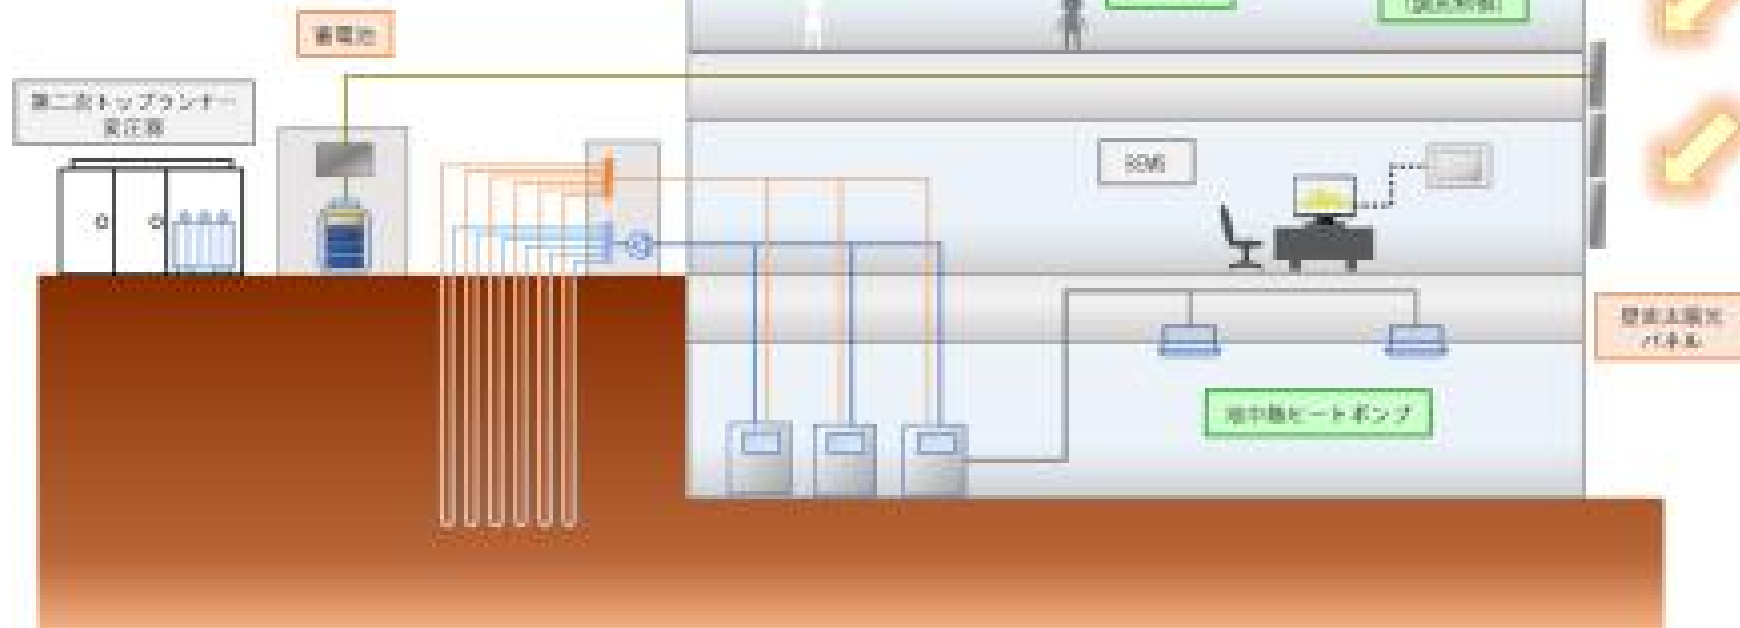 蓄電池
第二次トップランナー
変圧器
BEMS
壁面太陽光
パネル
地中熱ヒートポンプ